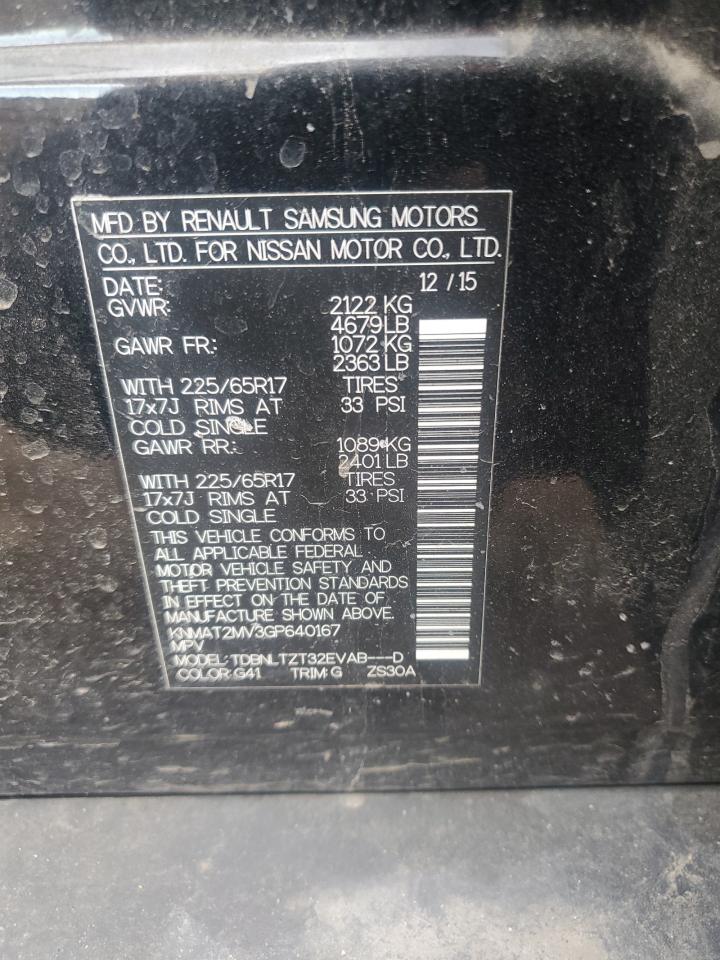 MFD BY RENAULT SAMSUNG MOTORS
CO., LTD. FOR NISSAN MOTOR CO., LTD.
DATE: 12 / 15
GVWR: 2122 KG
4679 LB
GAWR FR.: 1072 KG
2363 LB
WITH 225/65R17 TIRES
17x7J RIMS AT 33 PSI
COLD SINGLE
GAWR RR.: 1089 KG
2401 LB
WITH 225/65R17 TIRES
17x7J RIMS AT 33 PSI
COLD SINGLE
THIS VEHICLE CONFORMS TO
ALL APPLICABLE FEDERAL
MOTOR VEHICLE SAFETY AND
THEFT PREVENTION STANDARDS
IN EFFECT ON THE DATE OF
MANUFACTURE SHOWN ABOVE.
KNMAT2MV3GP640167
MPV
MODEL: TDBNLTZT32EVAB---D
COLOR: G41 TRIM: G ZS30A